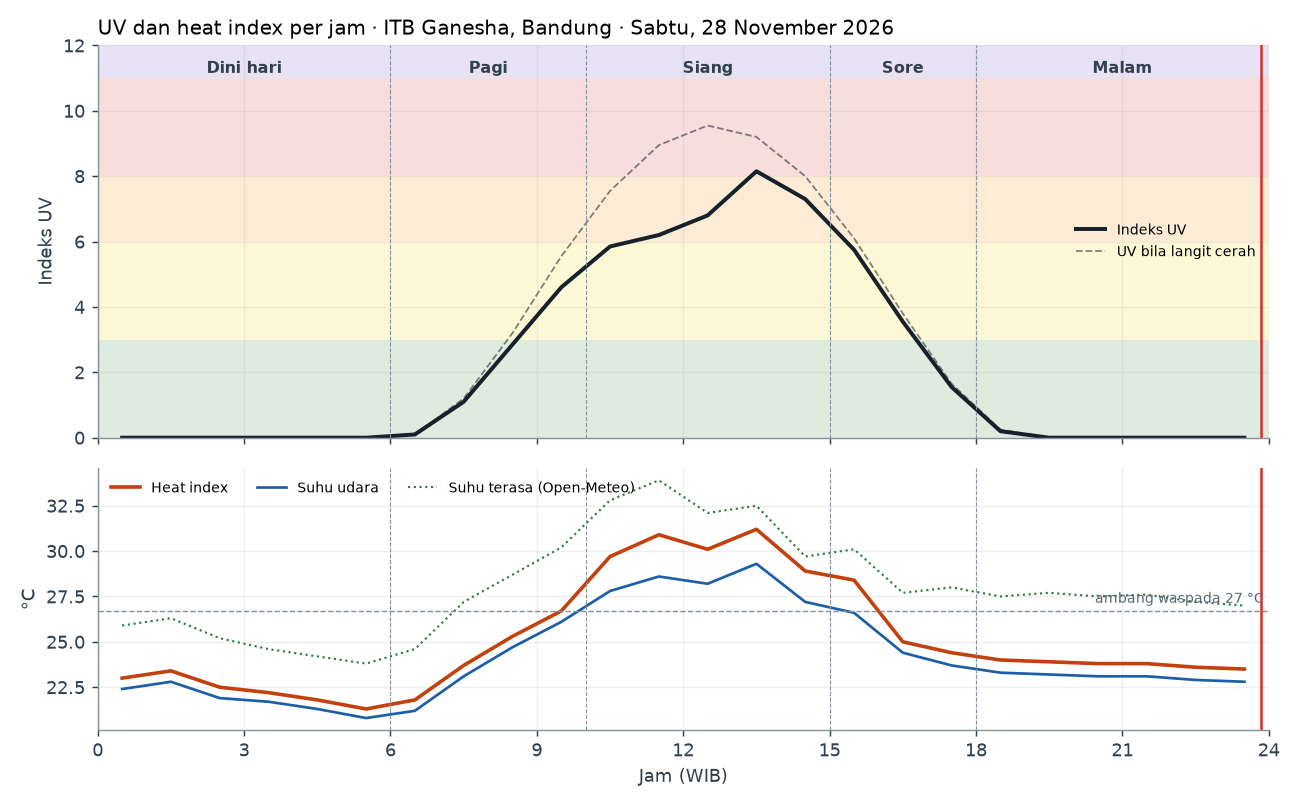 UV dan heat index per jam · ITB Ganesha, Bandung · Sabtu, 28 November 2026
12
Dini hari Pagi Siang Sore Malam
10
8
6
4
2
0
Indeks UV
Indeks UV
UV bila langit cerah
Heat index Suhu udara Suhu terasa (Open-Meteo)
32.5
30.0
27.5
25.0
22.5
°C
ambang waspada 27 °C
0 3 6 9 12 15 18 21 24
Jam (WIB)